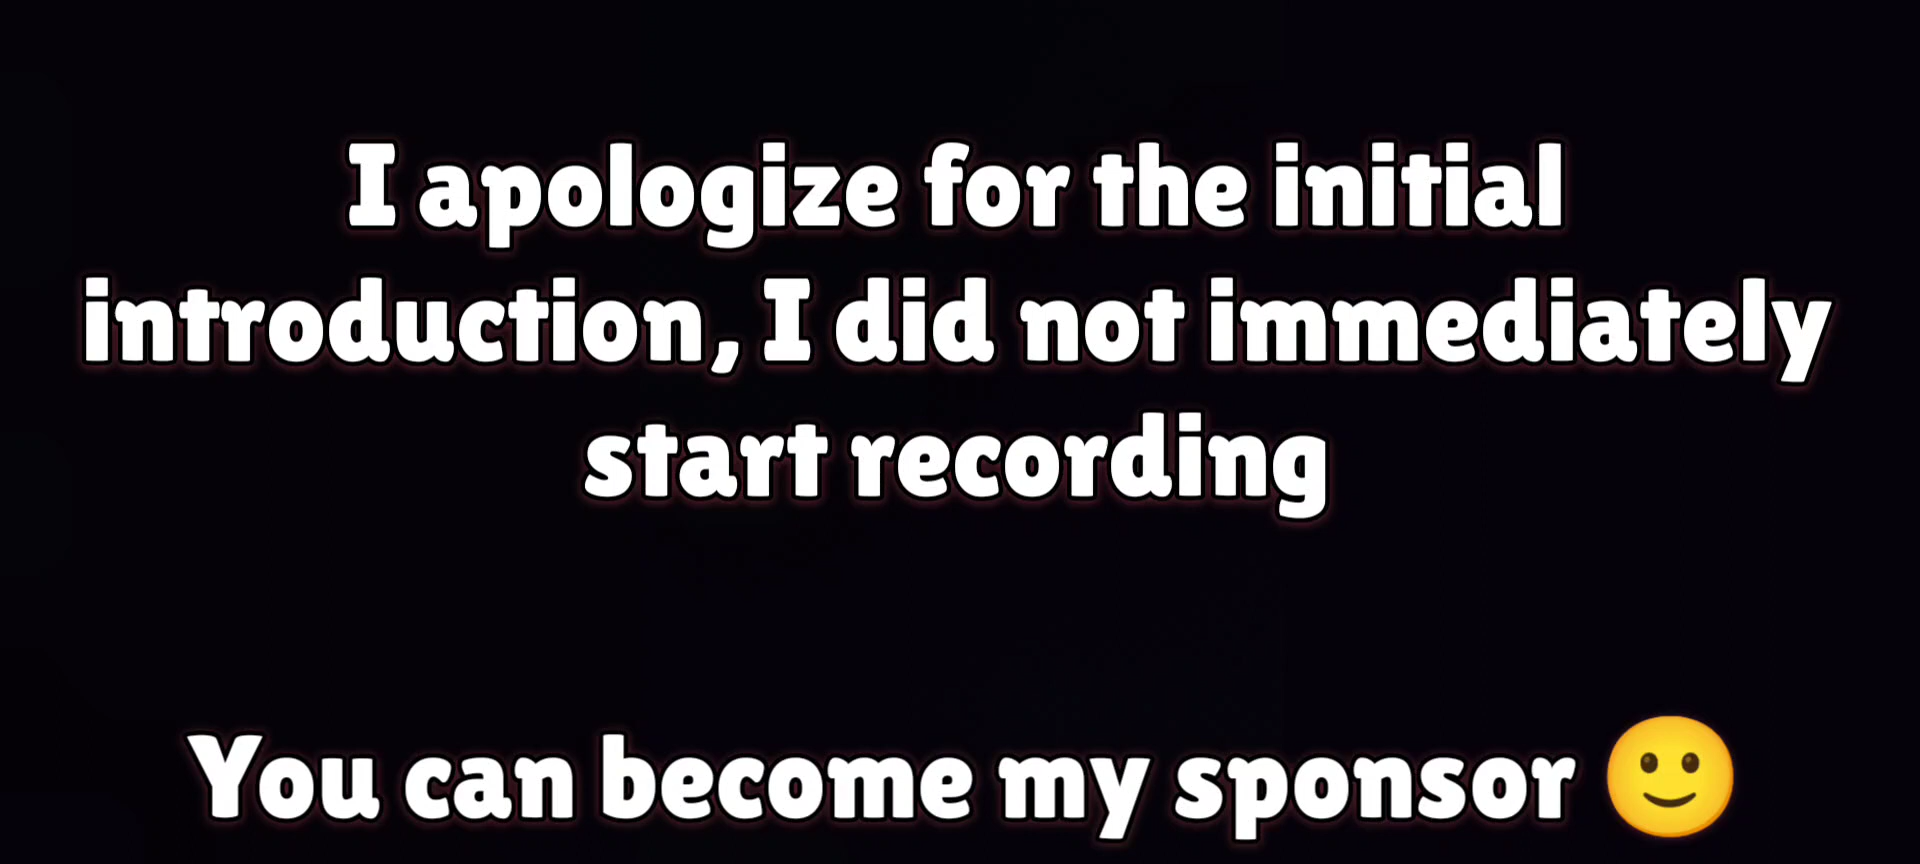 I apologize for the initial
introduction, I did not immediately
start recording
You can become my sponsor 🙂